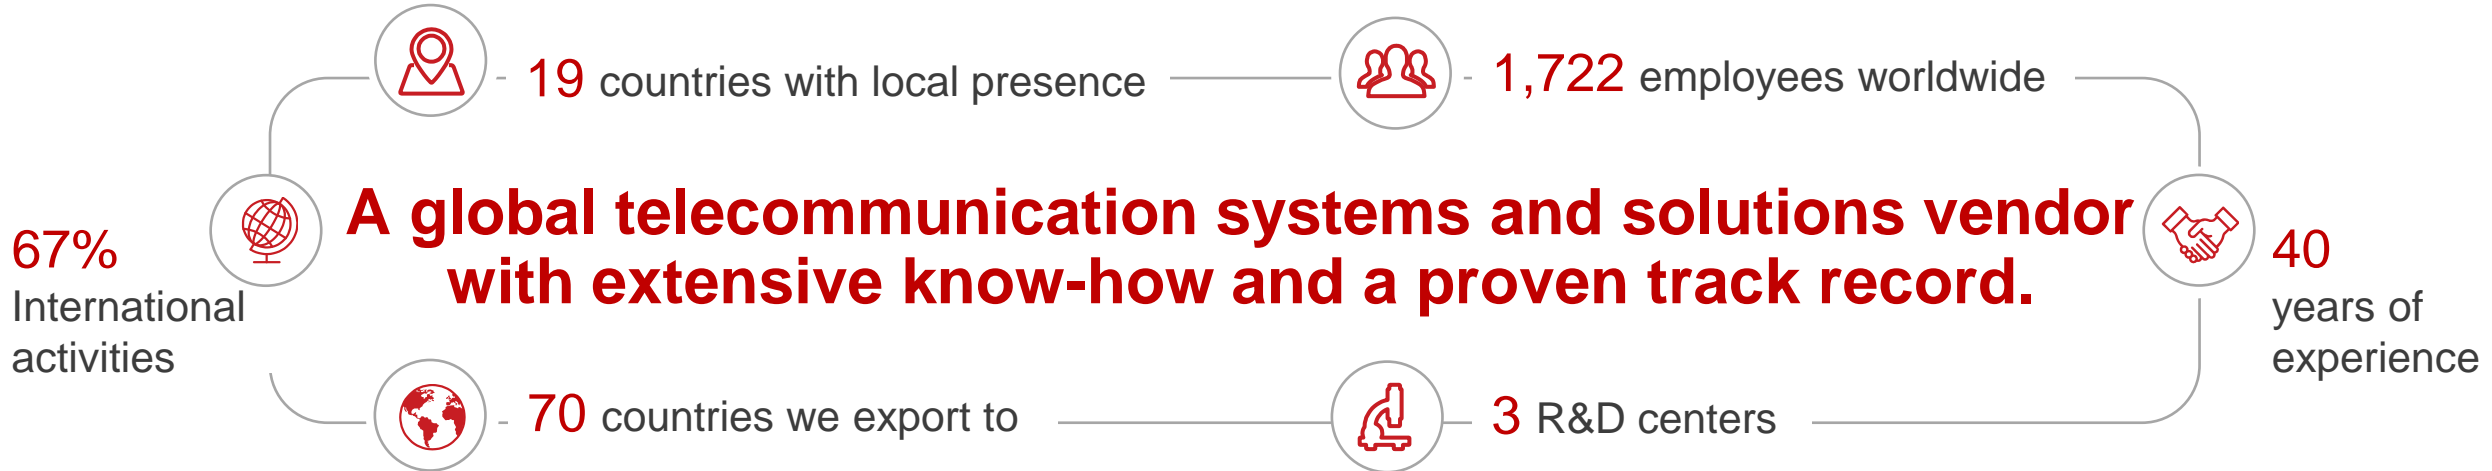 19 countries with local presence
1,722 employees worldwide
A global telecommunication systems and solutions vendor
with extensive know-how and a proven track record.
67%
International
activities
40
years of
experience
70 countries we export to
3 R&D centers